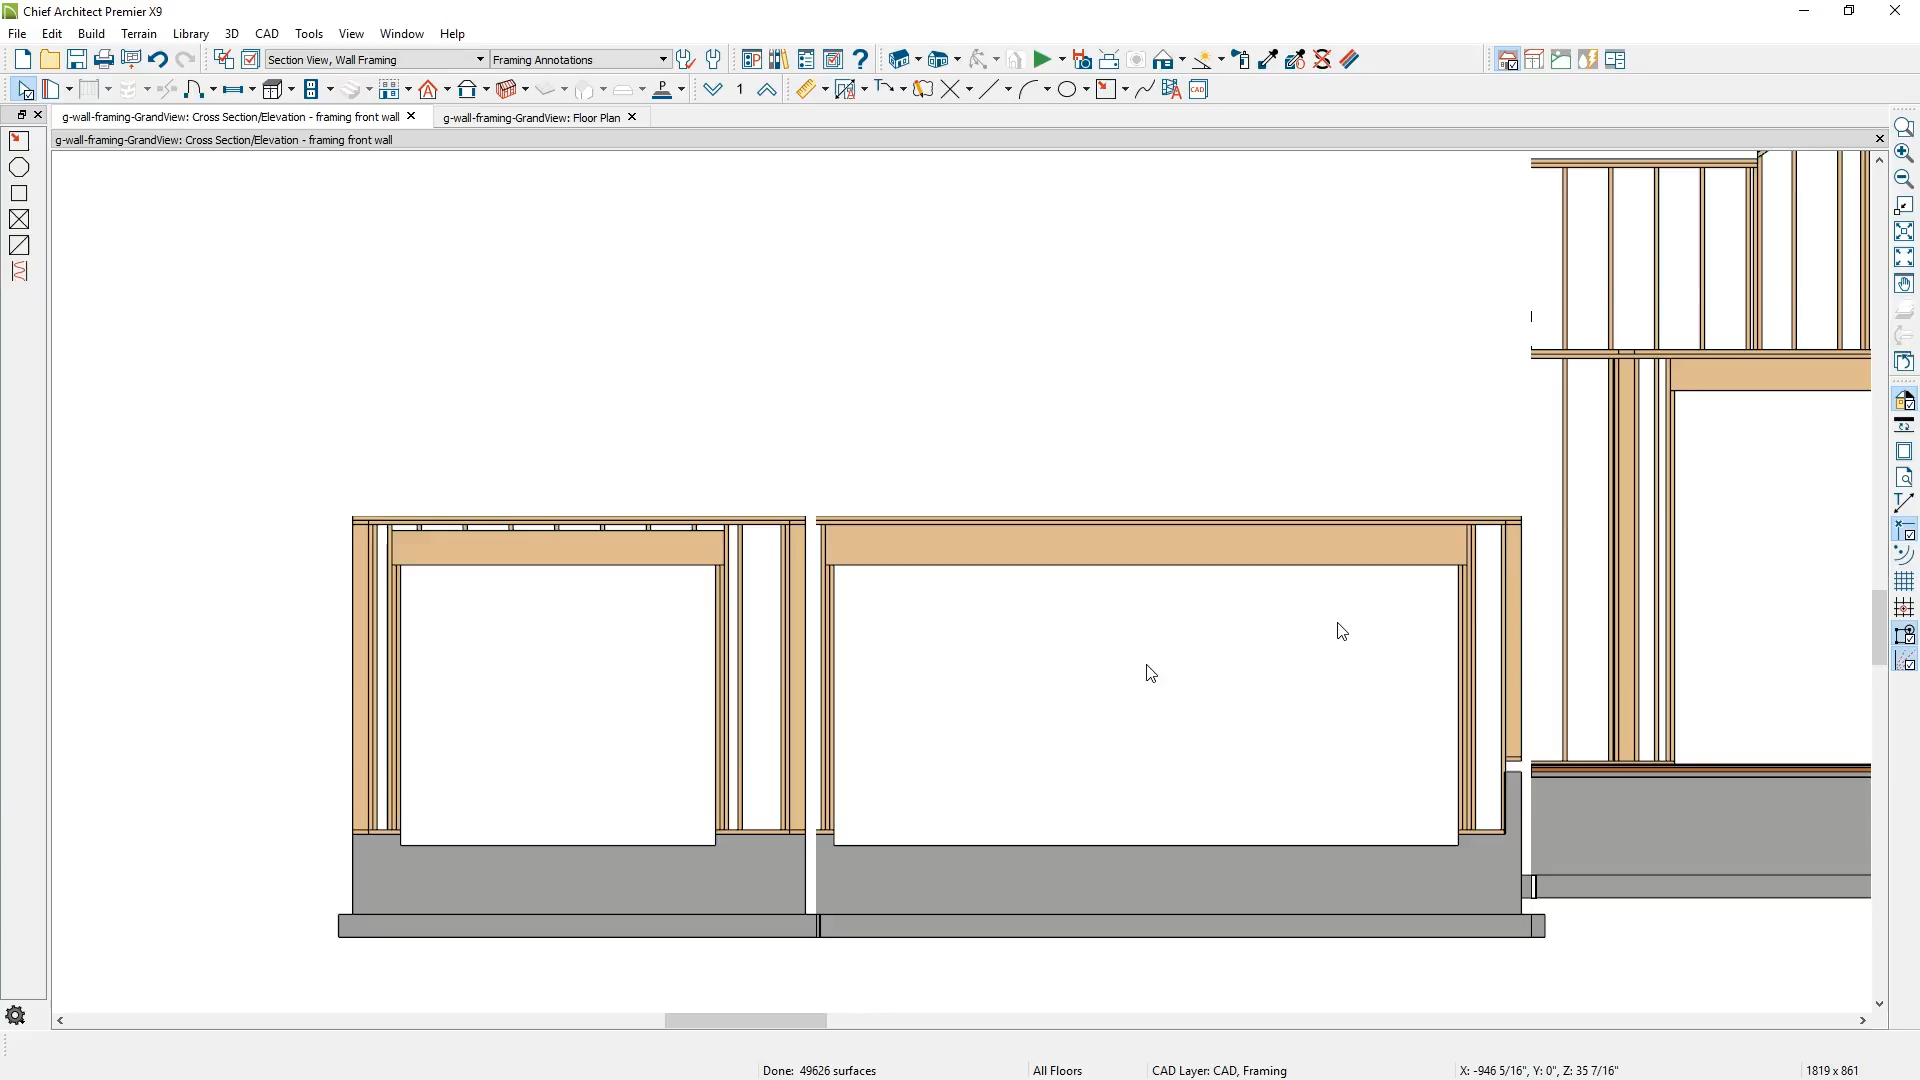 Chief Architect Premier X9
File Edit Build Terrain Library 3D CAD Tools View Window Help
Section View, Wall Framing
Framing Annotations
1
CAD
g-wall-framing-GrandView: Cross Section/Elevation - framing front wall
g-wall-framing-GrandView: Floor Plan
g-wall-framing-GrandView: Cross Section/Elevation - framing front wall
Done: 49626 surfaces
All Floors
CAD Layer: CAD, Framing
X: -946 5/16", Y: 0", Z: 35 7/16"
1819 x 861